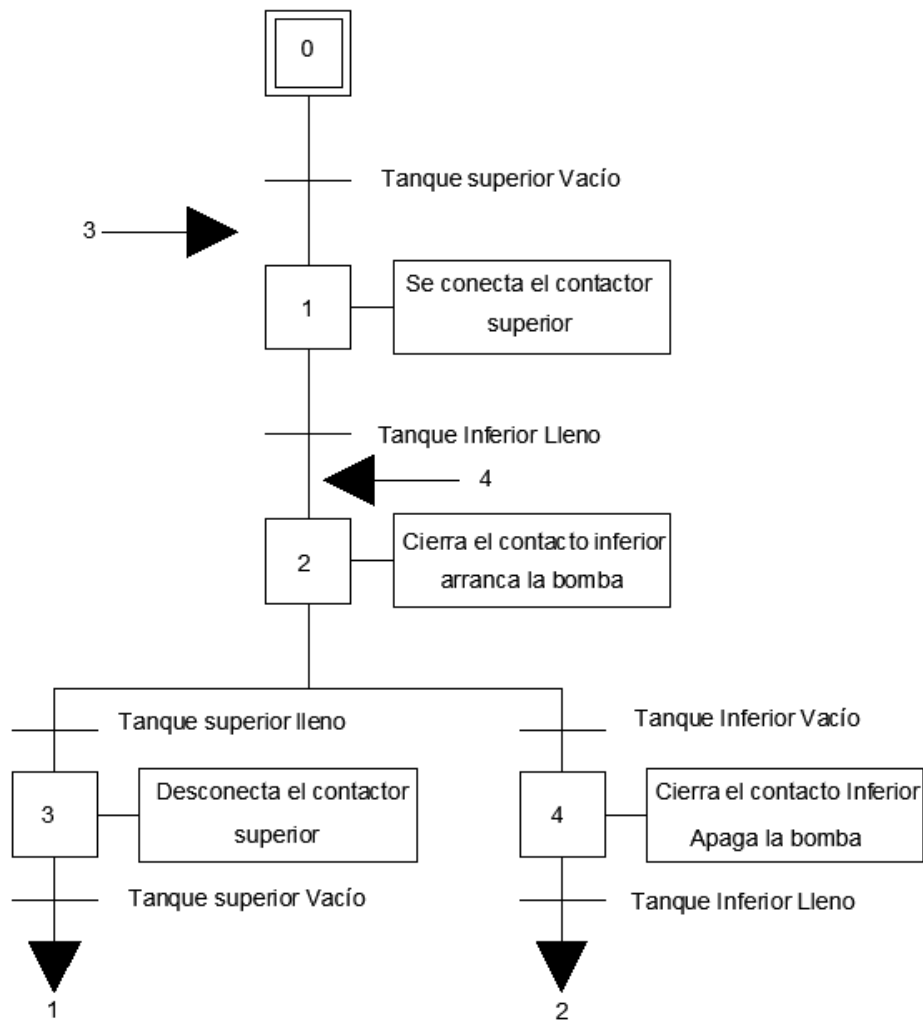 0
Tanque superior Vacío
3
1
Se conecta el contactor
superior
Tanque Inferior Lleno
4
2
Cierra el contacto inferior
arranca la bomba
Tanque superior lleno
Tanque Inferior Vacío
3
Desconecta el contactor
superior
4
Cierra el contacto Inferior
Apaga la bomba
Tanque superior Vacío
Tanque Inferior Lleno
1
2